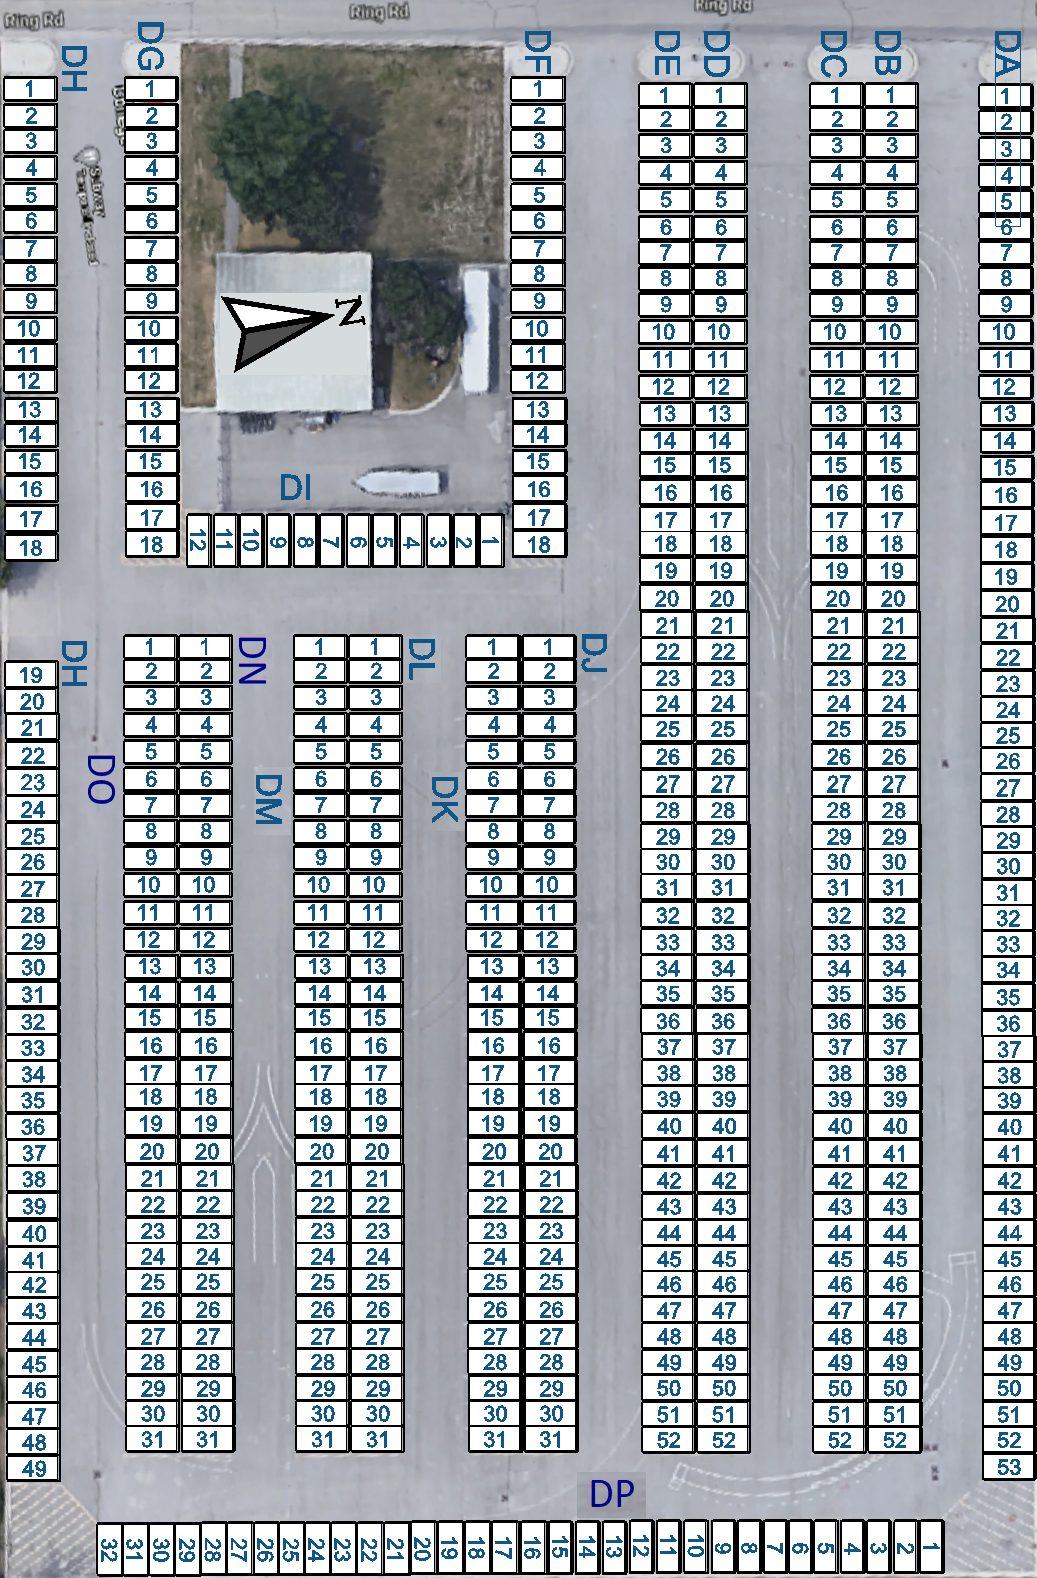 Ring Rd Ring Rd Ring Rd
DH DG DF DE DD DC DB DA
1 1 1 1 1 1 1 1
2 2 2 2 2 2 2 2
3 3 3 3 3 3 3 3
4 4 4 4 4 4 4 4
5 5 5 5 5 5 5 5
6 6 6 6 6 6 6 6
7 7 7 7 7 7 7 7
8 8 8 8 8 8 8 8
9 9 9 9 9 9 9 9
10 10 10 10 10 10 10 10
11 11 11 11 11 11 11 11
12 12 12 12 12 12 12 12
13 13 13 13 13 13 13 13
14 14 14 14 14 14 14 14
15 15 15 15 15 15 15 15
16 16 16 16 16 16 16 16
17 17 17 17 17 17 17 17
18 18 18 18 18 18 18 18
Subway
N
DI
12 11 10 9 8 7 6 5 4 3 2 1
19 19 19 19 19
20 20 20 20 20
DH DN DL DJ
1 1 1 1 1 1 21 21 21 21 21
2 2 2 2 2 2 22 22 22 22 22
19 3 3 3 3 3 3 23 23 23 23 23
20 4 4 4 4 4 4 24 24 24 24 24
21 5 5 5 5 5 5 25 25 25 25 25
DO DM DK
22 6 6 6 6 6 6 26 26 26 26 26
23 7 7 7 7 7 7 27 27 27 27 27
24 8 8 8 8 8 8 28 28 28 28 28
25 9 9 9 9 9 9 29 29 29 29 29
26 10 10 10 10 10 10 30 30 30 30 30
27 11 11 11 11 11 11 31 31 31 31 31
28 12 12 12 12 12 12 32 32 32 32 32
29 13 13 13 13 13 13 33 33 33 33 33
30 14 14 14 14 14 14 34 34 34 34 34
31 15 15 15 15 15 15 35 35 35 35 35
32 16 16 16 16 16 16 36 36 36 36 36
33 17 17 17 17 17 17 37 37 37 37 37
34 18 18 18 18 18 18 38 38 38 38 38
35 19 19 19 19 19 19 39 39 39 39 39
36 20 20 20 20 20 20 40 40 40 40 40
37 21 21 21 21 21 21 41 41 41 41 41
38 22 22 22 22 22 22 42 42 42 42 42
39 23 23 23 23 23 23 43 43 43 43 43
40 24 24 24 24 24 24 44 44 44 44 44
41 25 25 25 25 25 25 45 45 45 45 45
42 26 26 26 26 26 26 46 46 46 46 46
43 27 27 27 27 27 27 47 47 47 47 47
44 28 28 28 28 28 28 48 48 48 48 48
45 29 29 29 29 29 29 49 49 49 49 49
46 30 30 30 30 30 30 50 50 50 50 50
47 31 31 31 31 31 31 51 51 51 51 51
48 52 52 52 52 52
49 53
DP
32 31 30 29 28 27 26 25 24 23 22 21 20 19 18 17 16 15 14 13 12 11 10 9 8 7 6 5 4 3 2 1